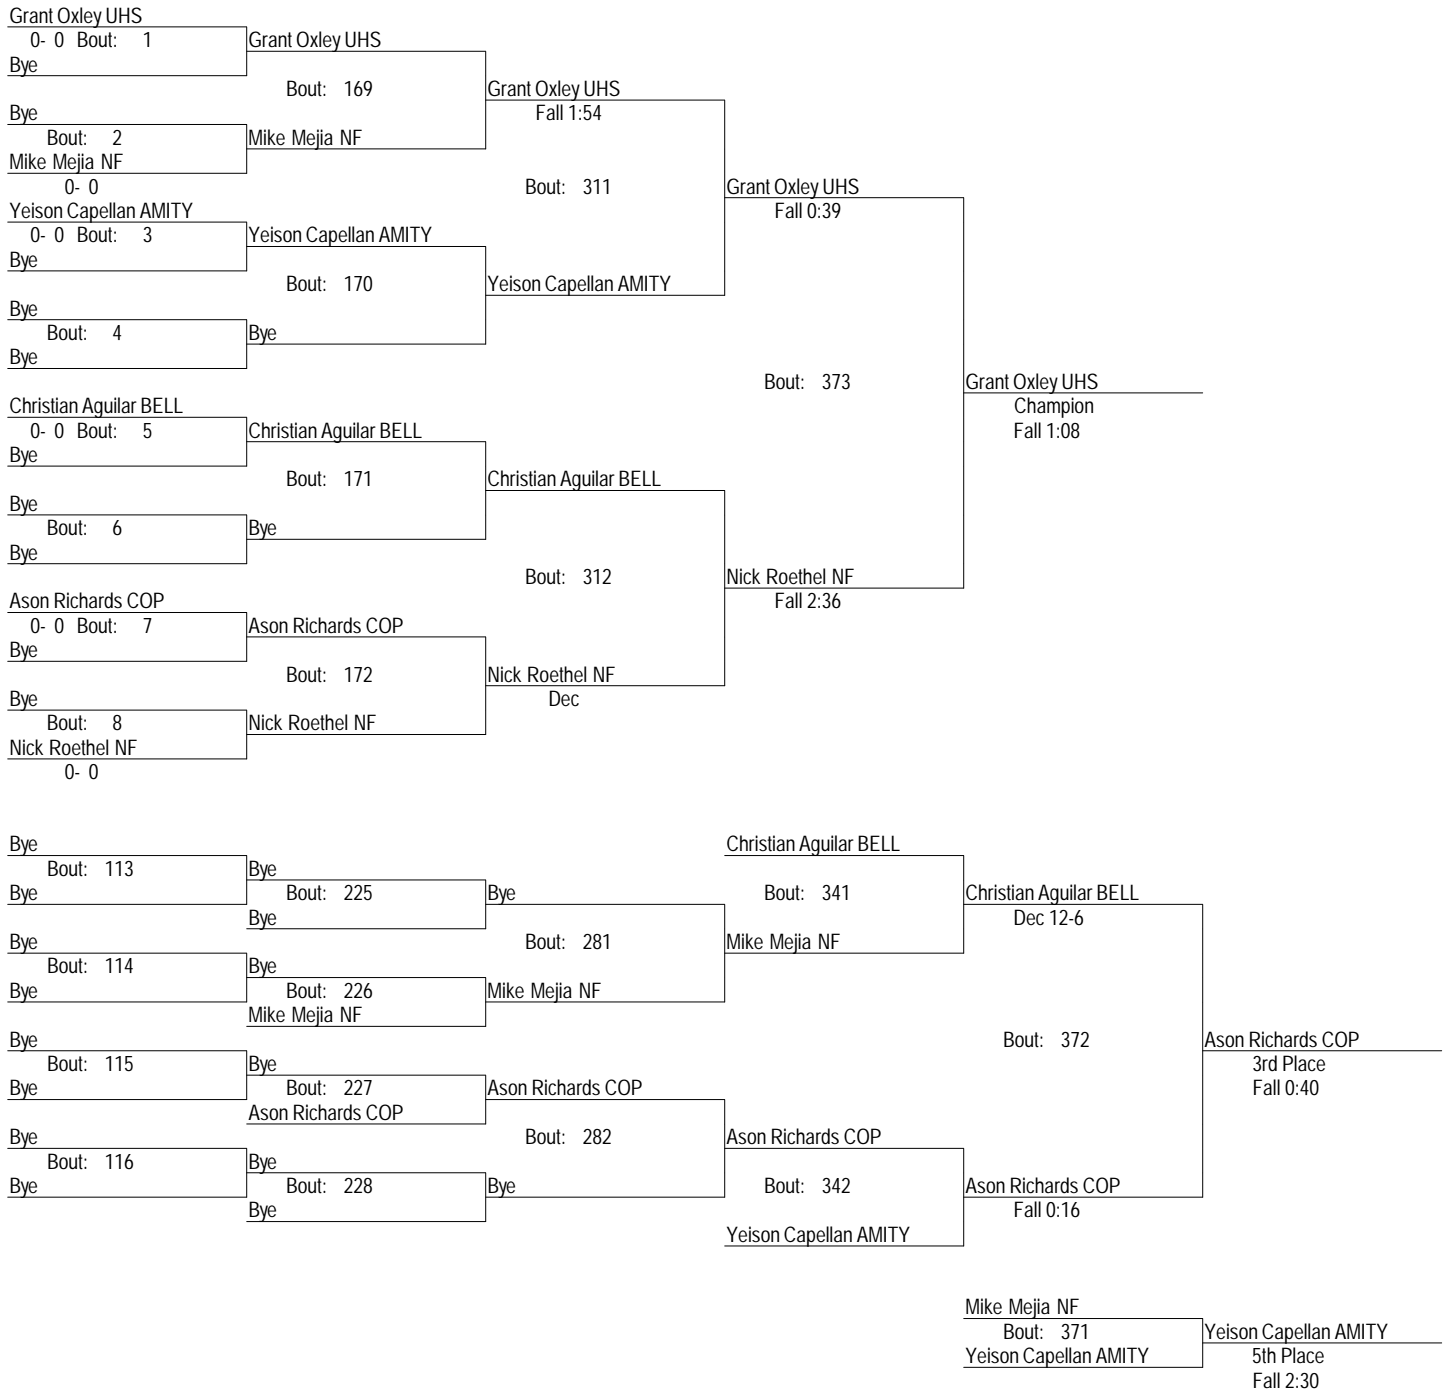 Grant Oxley UHS
0- 0 Bout: 1
Grant Oxley UHS
Bye
Bout: 169
Grant Oxley UHS
Bye
Fall 1:54
Bout: 2
Mike Mejia NF
Mike Mejia NF
0- 0
Bout: 311
Grant Oxley UHS
Yeison Capellan AMITY
Fall 0:39
0- 0 Bout: 3
Yeison Capellan AMITY
Bye
Bout: 170
Yeison Capellan AMITY
Bye
Bout: 4
Bye
Bye
Bout: 373
Grant Oxley UHS
Christian Aguilar BELL
Champion
0- 0 Bout: 5
Christian Aguilar BELL
Fall 1:08
Bye
Bout: 171
Christian Aguilar BELL
Bye
Bout: 6
Bye
Bye
Bout: 312
Nick Roethel NF
Ason Richards COP
Fall 2:36
0- 0 Bout: 7
Ason Richards COP
Bye
Bout: 172
Nick Roethel NF
Bye
Dec
Bout: 8
Nick Roethel NF
Nick Roethel NF
0- 0
Bye
Christian Aguilar BELL
Bout: 113
Bye
Bye
Bout: 225
Bye
Bout: 341
Christian Aguilar BELL
Bye
Dec 12-6
Bye
Bout: 281
Mike Mejia NF
Bout: 114
Bye
Bye
Bout: 226
Mike Mejia NF
Mike Mejia NF
Bye
Bout: 372
Ason Richards COP
Bout: 115
Bye
3rd Place
Bye
Bout: 227
Ason Richards COP
Fall 0:40
Ason Richards COP
Bye
Bout: 282
Ason Richards COP
Bout: 116
Bye
Bye
Bout: 228
Bye
Bout: 342
Ason Richards COP
Bye
Fall 0:16
Yeison Capellan AMITY
Mike Mejia NF
Bout: 371
Yeison Capellan AMITY
Yeison Capellan AMITY
5th Place
Fall 2:30